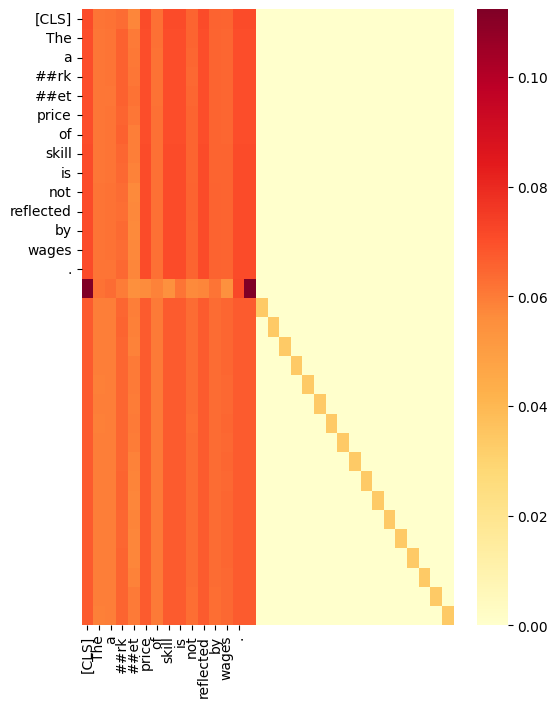 [CLS]
The
a
##rk
##et
price
of
skill
is
not
reflected
by
wages
.
0.10
0.08
0.06
0.04
0.02
0.00
[CLS]
The
a
##rk
##et
price
of
skill
is
not
reflected
by
wages
.